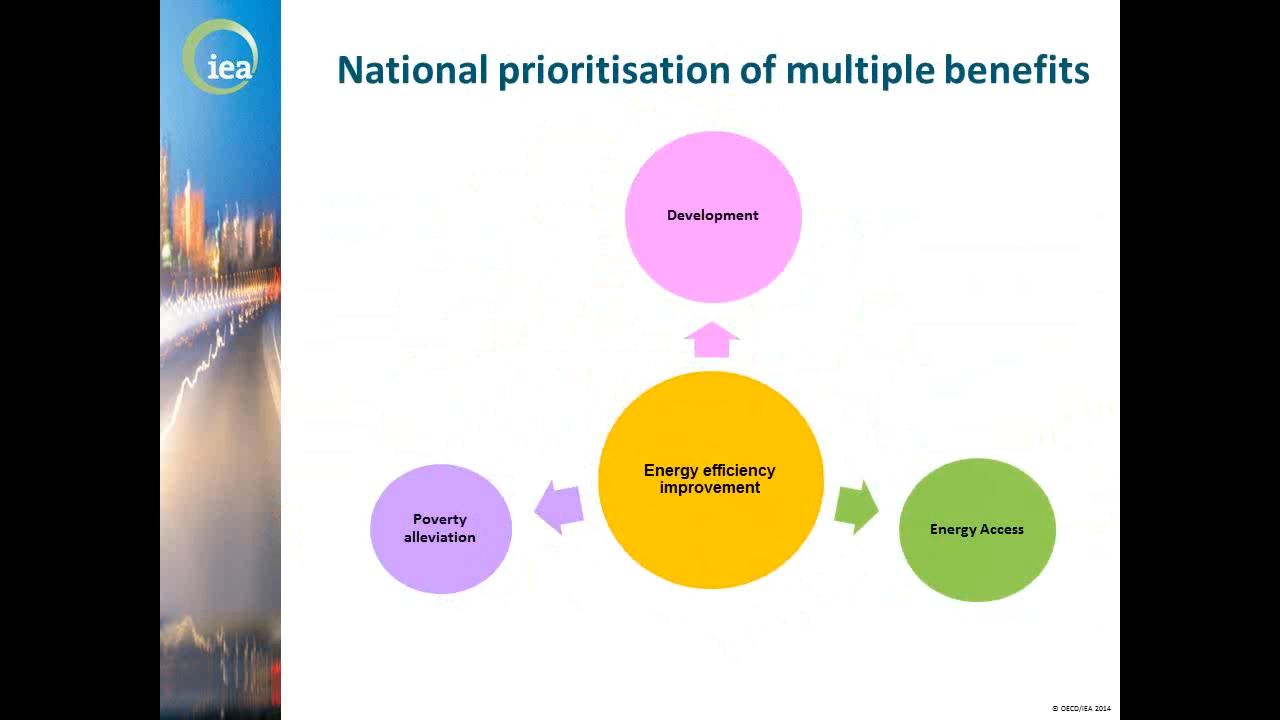 iea
National prioritisation of multiple benefits
Development
Energy efficiency
improvement
Poverty
alleviation
Energy Access
© OECD/IEA 2014